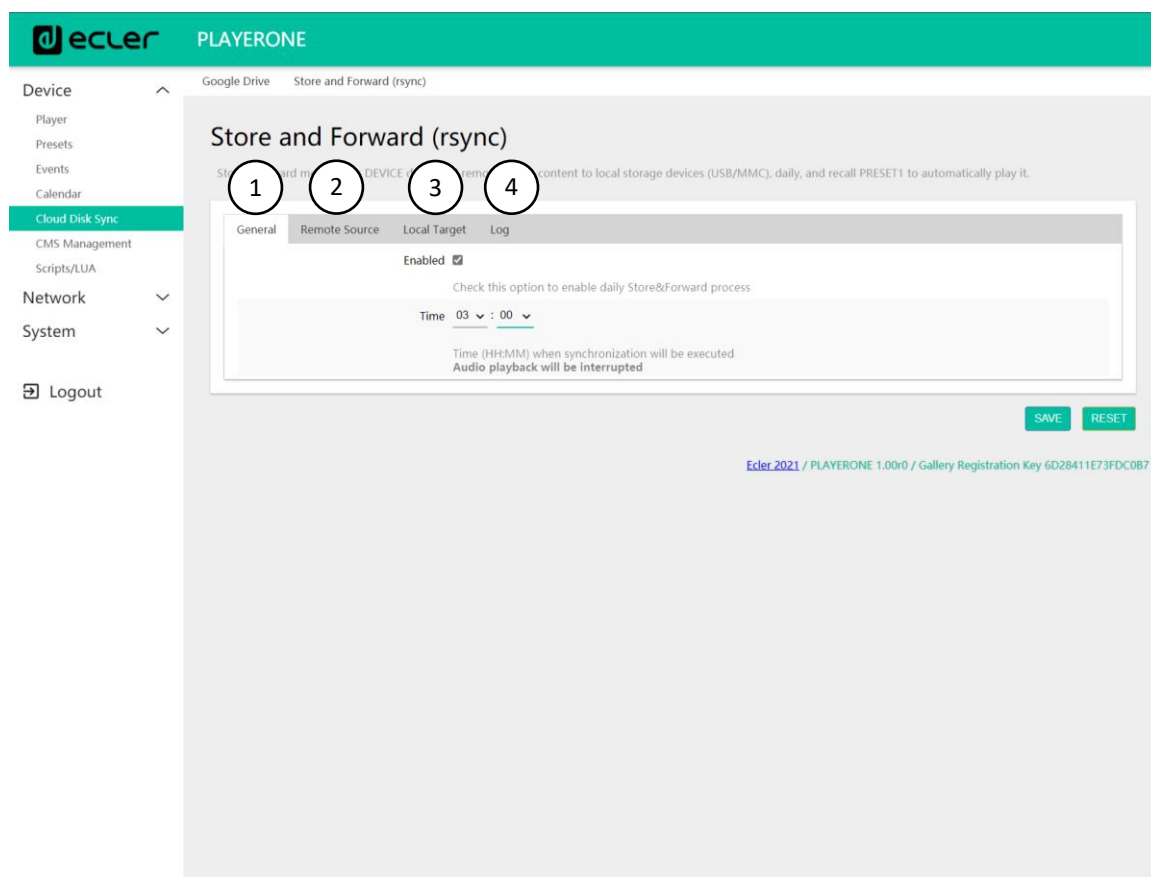 ecler
PLAYERONE
Google Drive Store and Forward (rsync)
Device
Player
Presets
Events
Calendar
Cloud Disk Sync
CMS Management
Scripts/LUA
Network
System
Logout
Store and Forward (rsync)
DEVICE content to local storage devices (USB/MMC), daily, and recall PRESET1 to automatically play it.
1 2 3 4
General Remote Source Local Target Log
Enabled
Check this option to enable daily Store&Forward process
Time 03 : 00
Time (HH:MM) when synchronization will be executed
Audio playback will be interrupted
SAVE RESET
Ecler 2021 / PLAYERONE 1.00r0 / Gallery Registration Key 6D28411E73FDC0B7